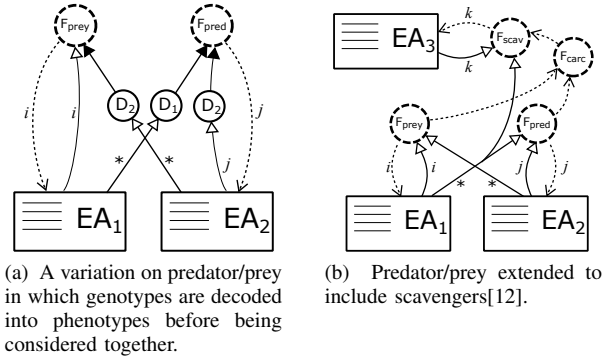 F_prey
F_pred
D_2
D_1
D_2
i
i
j
j
*
*
EA_1
EA_2
(a) A variation on predator/prey
in which genotypes are decoded
into phenotypes before being
considered together.
EA_3
k
k
F_scav
F_carc
F_prey
F_pred
i
i
j
j
*
*
EA_1
EA_2
(b) Predator/prey extended to
include scavengers[12].